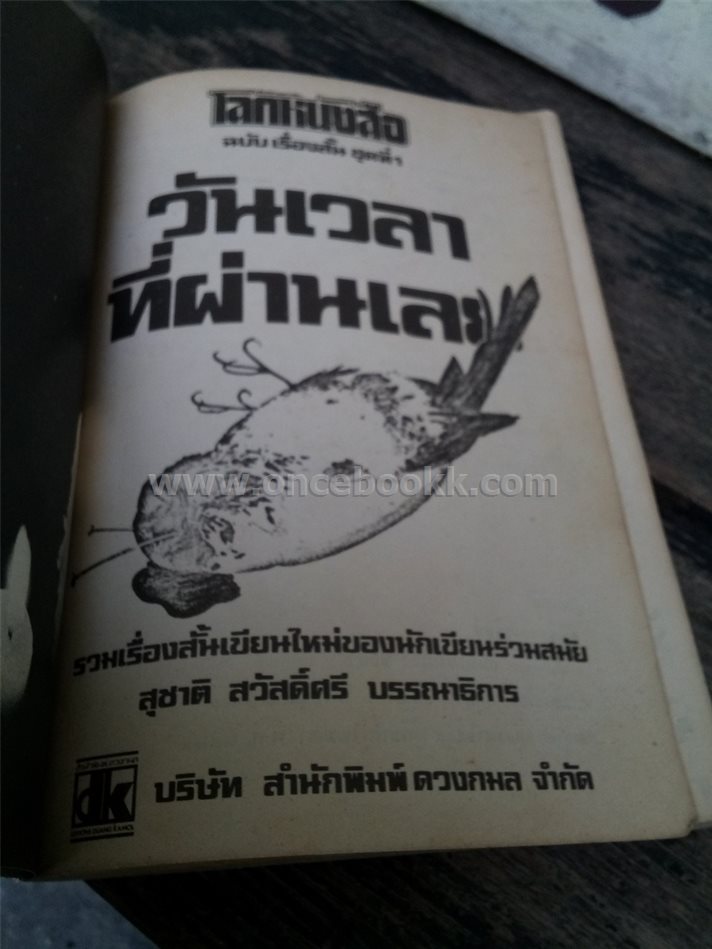 โลกหนังสือ
ฉบับ เรื่องสั้น ชุดที่ ๑
วันเวลา
ที่ผ่านเลย
www.oncebookk.com
รวมเรื่องสั้นเขียนใหม่ของนักเขียนร่วมสมัย
สุชาติ สวัสดิ์ศรี บรรณาธิการ
dk
บริษัท สำนักพิมพ์ดวงกมล จำกัด